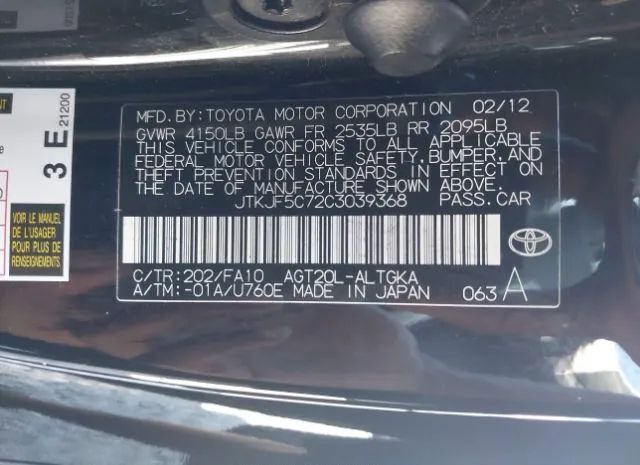 3 E
21200
VOIR LE MANUEL
DE L'USAGER
POUR PLUS DE
RENSEIGNEMENTS
MFD.BY:TOYOTA MOTOR CORPORATION 02/12
GVWR 4150LB GAWR FR 2535LB RR 2095LB
THIS VEHICLE CONFORMS TO ALL APPLICABLE
FEDERAL MOTOR VEHICLE SAFETY,BUMPER,AND
THEFT PREVENTION STANDARDS IN EFFECT ON
THE DATE OF MANUFACTURE SHOWN ABOVE.
JTKJF5C72C3039368 PASS.CAR
C/TR:202/FA10 AGT20L-ALTGKA
A/TM:-01A/U760E MADE IN JAPAN 063 A